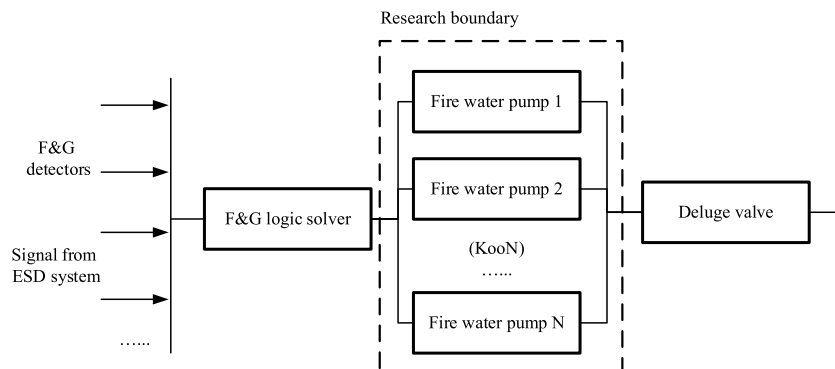 Research boundary
Fire water pump 1
F&G
detectors
Fire water pump 2
F&G logic solver
Deluge valve
(KooN)
…...
Signal from
ESD system
Fire water pump N
…...